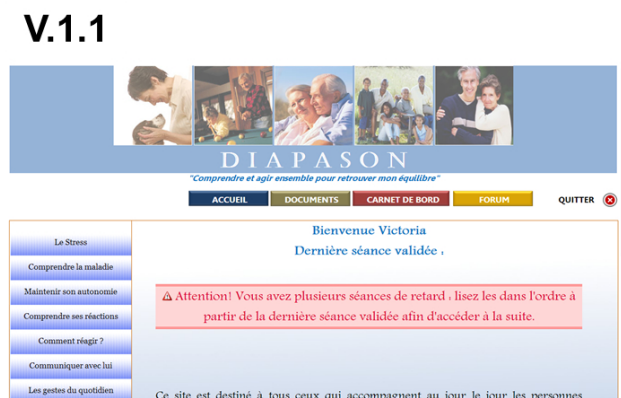 V.1.1
DIAPASON
"Comprendre et agir ensemble pour retrouver mon équilibre"
ACCUEIL DOCUMENTS CARNET DE BORD FORUM QUITTER
Bienvenue Victoria
Dernière séance validée :
Le Stress
Comprendre la maladie
Maintenir son autonomie
Comprendre ses réactions
Comment réagir ?
Communiquer avec lui
Les gestes du quotidien
Attention! Vous avez plusieurs séances de retard : lisez les dans l'ordre à
partir de la dernière séance validée afin d'accéder à la suite.
Ce site est destiné à tous ceux qui accompagnent au jour le jour les personnes